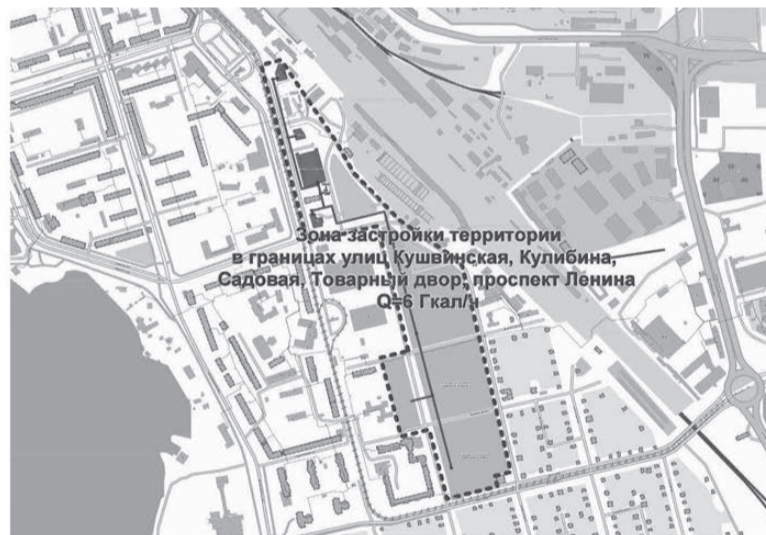 Зона застройки территории
в границах улиц Кушвинская, Кулибина,
Садовая, Товарный двор, проспект Ленина
Q=6 Гкал/ч